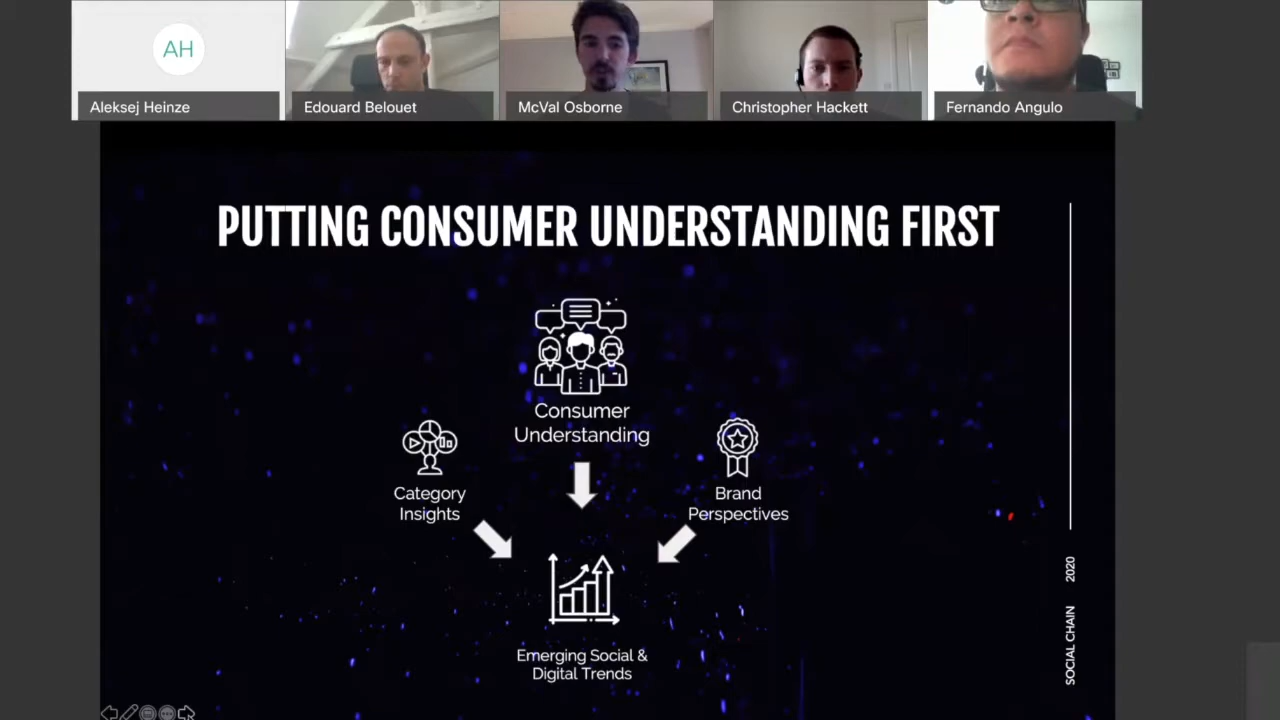 AH
Aleksej Heinze
Edouard Belouet
McVal Osborne
Christopher Hackett
Fernando Angulo
PUTTING CONSUMER UNDERSTANDING FIRST
Consumer
Understanding
Category
Insights
Brand
Perspectives
Emerging Social &
Digital Trends
SOCIAL CHAIN 2020